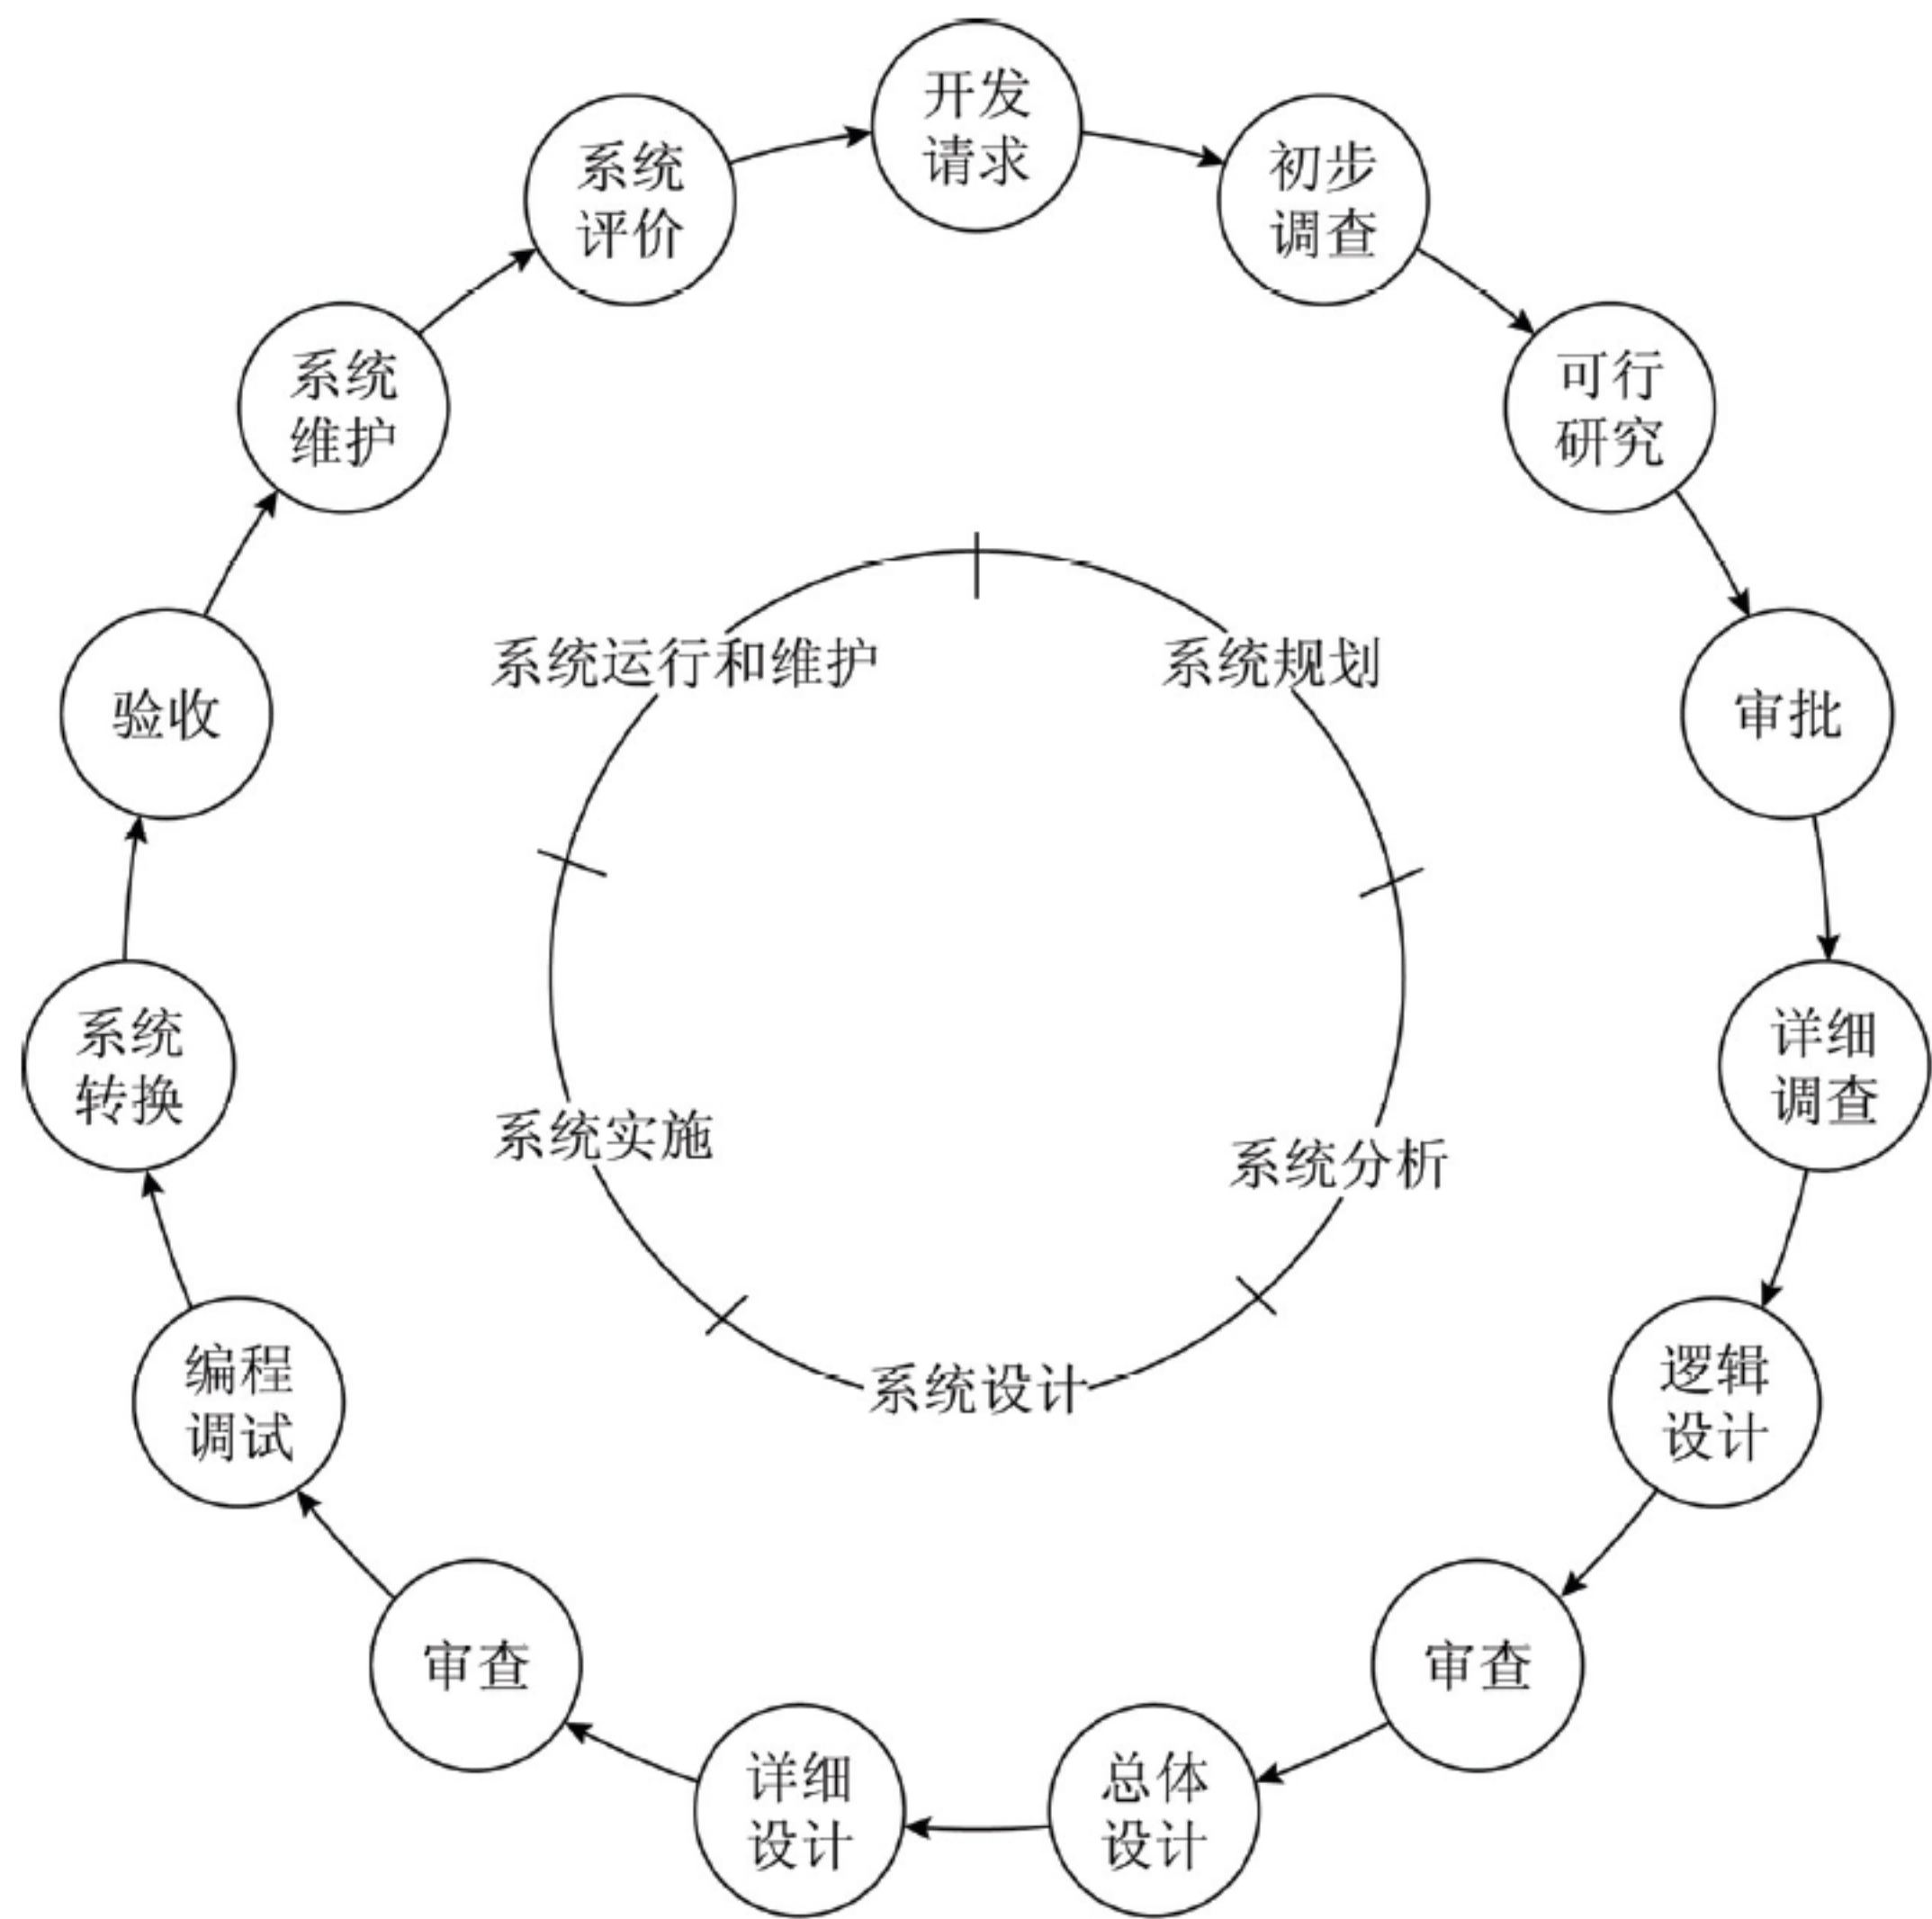 开发
请求
初步
调查
可行
研究
审批
详细
调查
逻辑
设计
审查
总体
设计
详细
设计
审查
编程
调试
系统
转换
验收
系统
维护
系统
评价
系统规划
系统分析
系统设计
系统实施
系统运行和维护